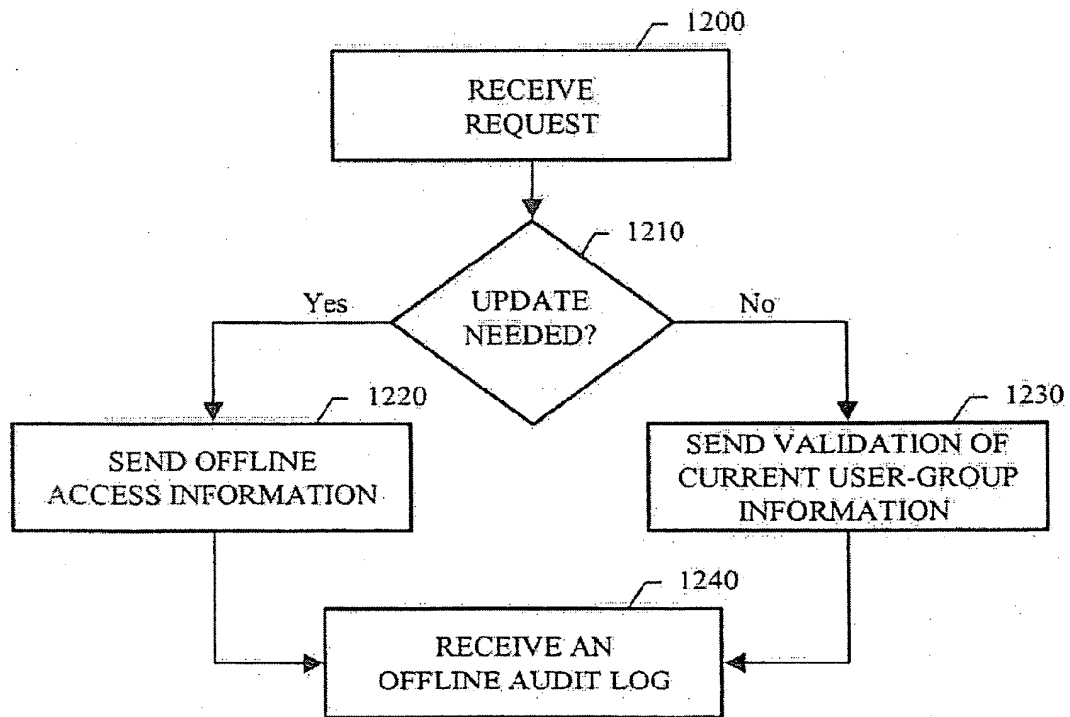 1200
RECEIVE
REQUEST
1210
Yes
UPDATE
NEEDED?
No
1220
SEND OFFLINE
ACCESS INFORMATION
1230
SEND VALIDATION OF
CURRENT USER-GROUP
INFORMATION
1240
RECEIVE AN
OFFLINE AUDIT LOG